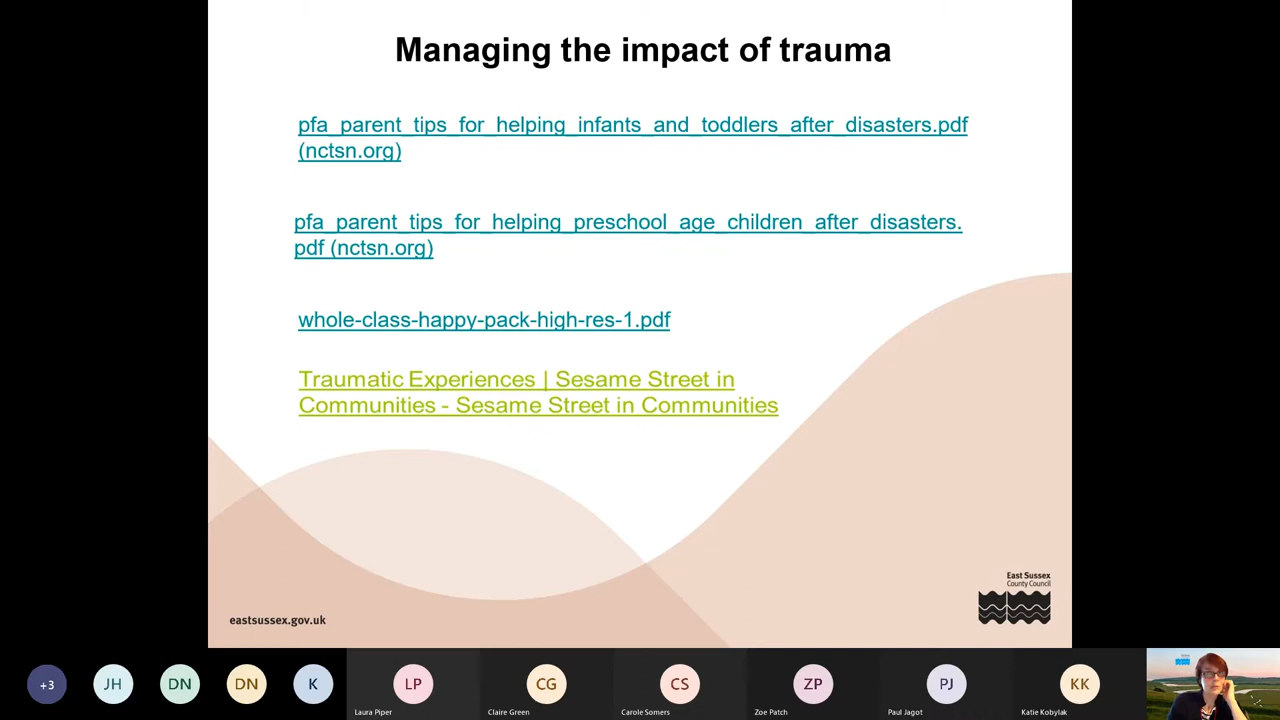 Managing the impact of trauma
pfa_parent_tips_for_helping_infants_and_toddlers_after_disasters.pdf
(nctsn.org)
pfa_parent_tips_for_helping_preschool_age_children_after_disasters.
pdf (nctsn.org)
whole-class-happy-pack-high-res-1.pdf
Traumatic Experiences | Sesame Street in
Communities - Sesame Street in Communities
East Sussex
County Council
eastsussex.gov.uk
+3
JH
DN
DN
K
LP
CG
CS
ZP
PJ
KK
Laura Piper
Claire Green
Carole Somers
Zoe Patch
Paul Jagot
Katie Kobylak